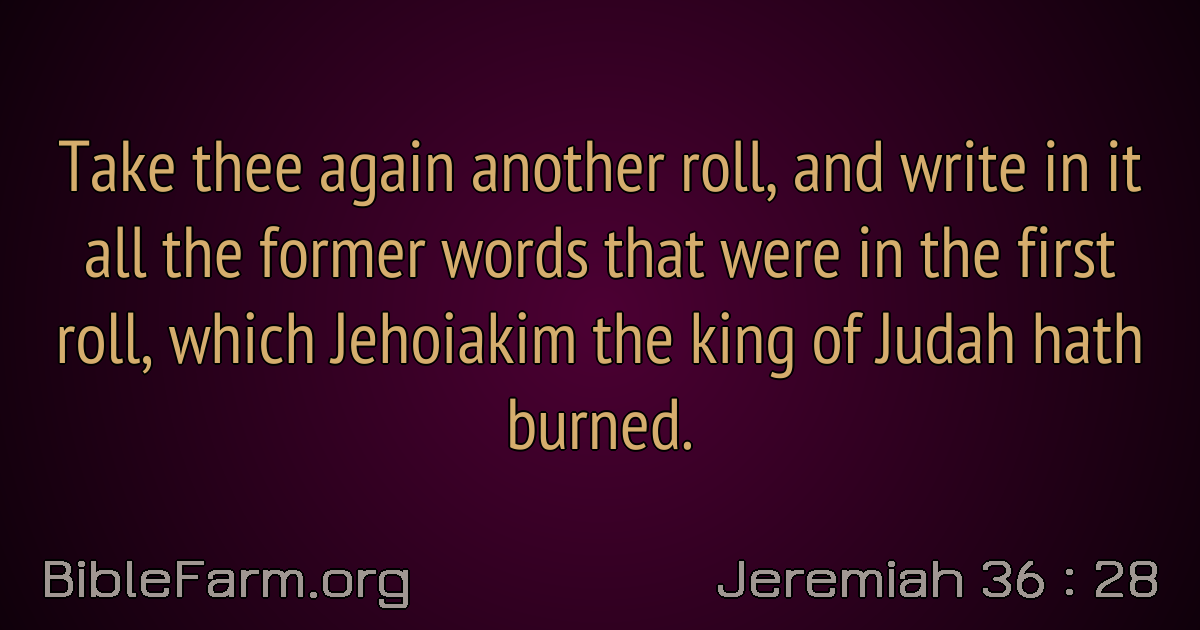 Take thee again another roll, and write in it
all the former words that were in the first
roll, which Jehoiakim the king of Judah hath
burned.
BibleFarm.org
Jeremiah 36 : 28